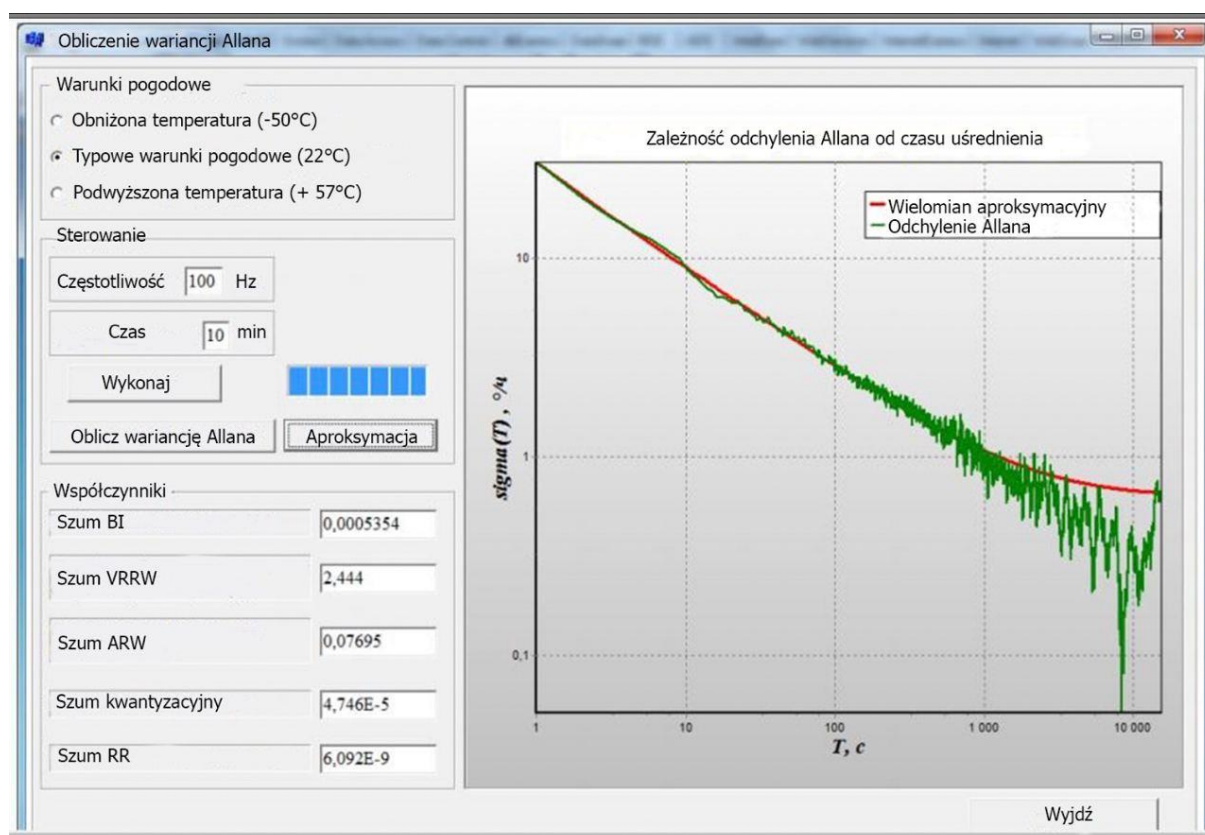 Obliczenie wariancji Allana
Warunki pogodowe
Obniżona temperatura (-50°C)
Typowe warunki pogodowe (22°C)
Podwyższona temperatura (+ 57°C)
Sterowanie
Częstotliwość 100 Hz
Czas 10 min
Wykonaj
Oblicz wariancję Allana Aproksymacja
Współczynniki
Szum BI 0,0005354
Szum VRRW 2,444
Szum ARW 0,07695
Szum kwantyzacyjny 4,746E-5
Szum RR 6,092E-9
Zależność odchylenia Allana od czasu uśrednienia
Wielomian aproksymacyjny
Odchylenie Allana
sigma(T) , °/ч
10
1
0,1
1 10 100 1 000 10 000
T, c
Wyjdź